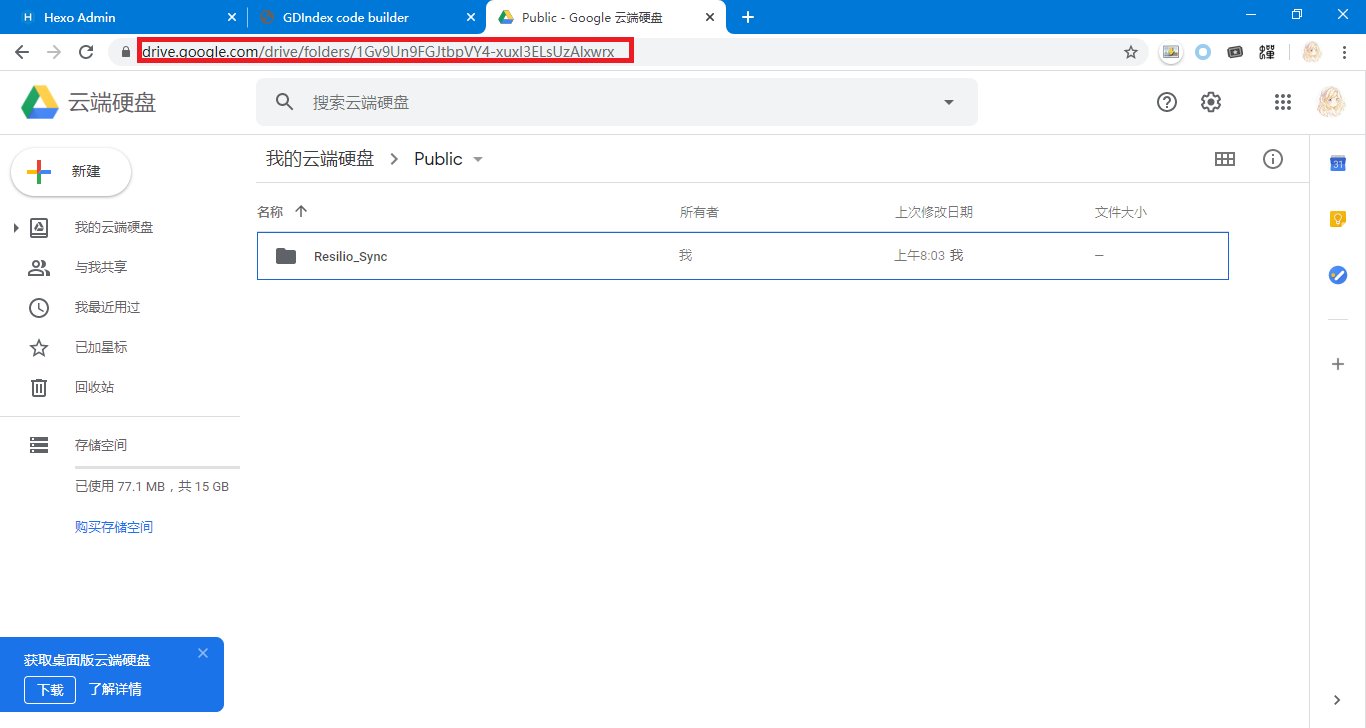 Hexo Admin
GDIndex code builder
Public - Google 云端硬盘
drive.google.com/drive/folders/1Gv9Un9FGJtbpVY4-xuxI3ELsUzAlxwrx
云端硬盘
搜索云端硬盘
新建
我的云端硬盘
与我共享
我最近用过
已加星标
回收站
存储空间
已使用 77.1 MB，共 15 GB
购买存储空间
我的云端硬盘 > Public
名称 所有者 上次修改日期 文件大小
Resilio_Sync 我 上午8:03 我 —
31
获取桌面版云端硬盘
下载 了解详情